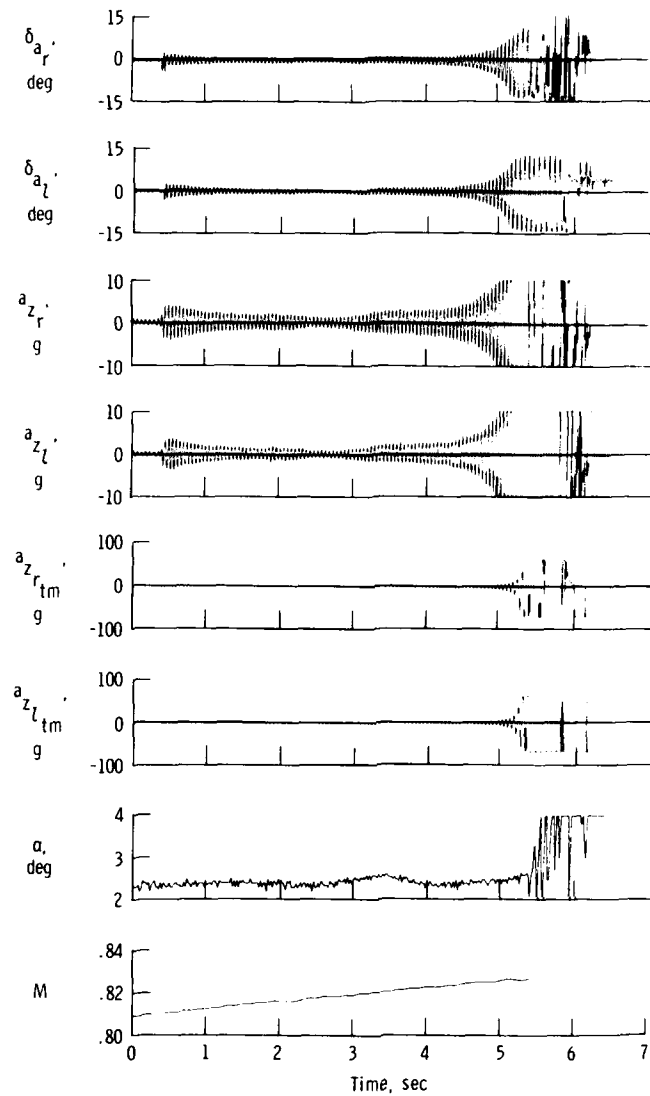 δar, deg
15
0
-15
δal, deg
15
0
-15
azr, g
10
0
-10
azl, g
10
0
-10
azrtm, g
100
0
-100
azltm, g
100
0
-100
α, deg
4
3
2
M
.84
.82
.80
0 1 2 3 4 5 6 7
Time, sec